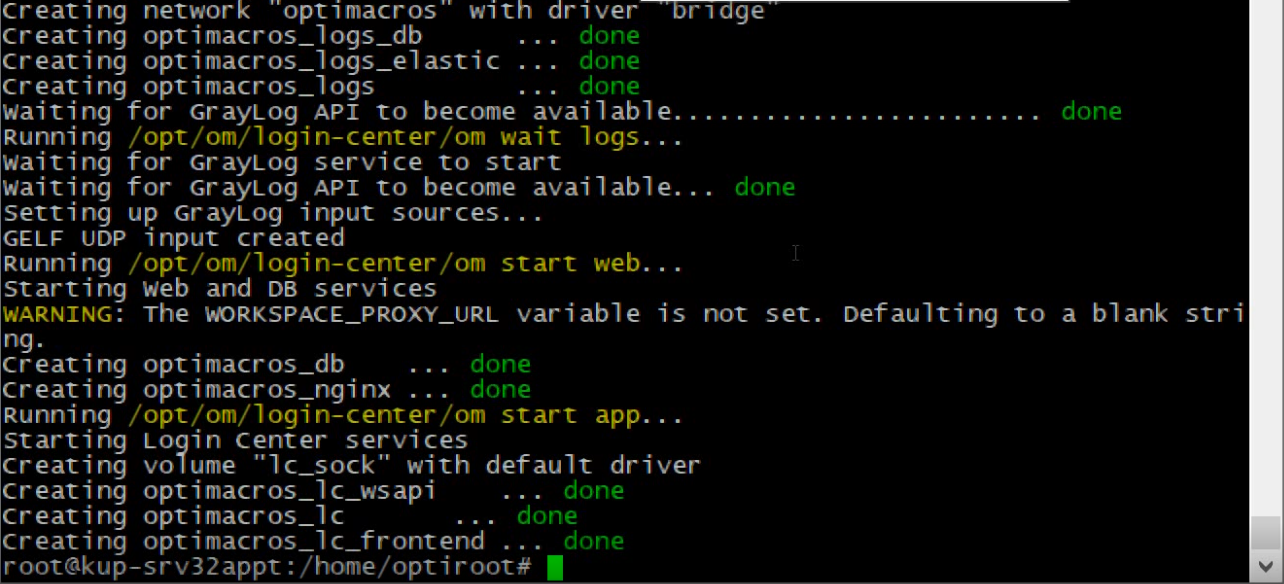 Creating network "optimacros" with driver "bridge"
Creating optimacros_logs_db      ... done
Creating optimacros_logs_elastic ... done
Creating optimacros_logs         ... done
Waiting for GrayLog API to become available........................ done
Running /opt/om/login-center/om wait logs...
Waiting for GrayLog service to start
Waiting for GrayLog API to become available... done
Setting up GrayLog input sources...
GELF UDP input created
Running /opt/om/login-center/om start web...
Starting Web and DB services
WARNING: The WORKSPACE_PROXY_URL variable is not set. Defaulting to a blank stri
ng.
Creating optimacros_db    ... done
Creating optimacros_nginx ... done
Running /opt/om/login-center/om start app...
Starting Login Center services
Creating volume "lc_sock" with default driver
Creating optimacros_lc_wsapi    ... done
Creating optimacros_lc       ... done
Creating optimacros_lc_frontend ... done
root@kup-srv32appt:/home/optiroot#